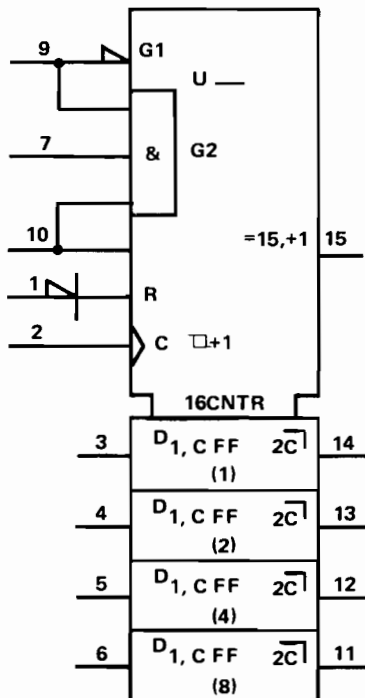 9 G1
U
7 & G2
10 =15,+1 15
1 R
2 C +1
16CNTR
3 D1, C FF 2C 14
(1)
4 D1, C FF 2C 13
(2)
5 D1, C FF 2C 12
(4)
6 D1, C FF 2C 11
(8)